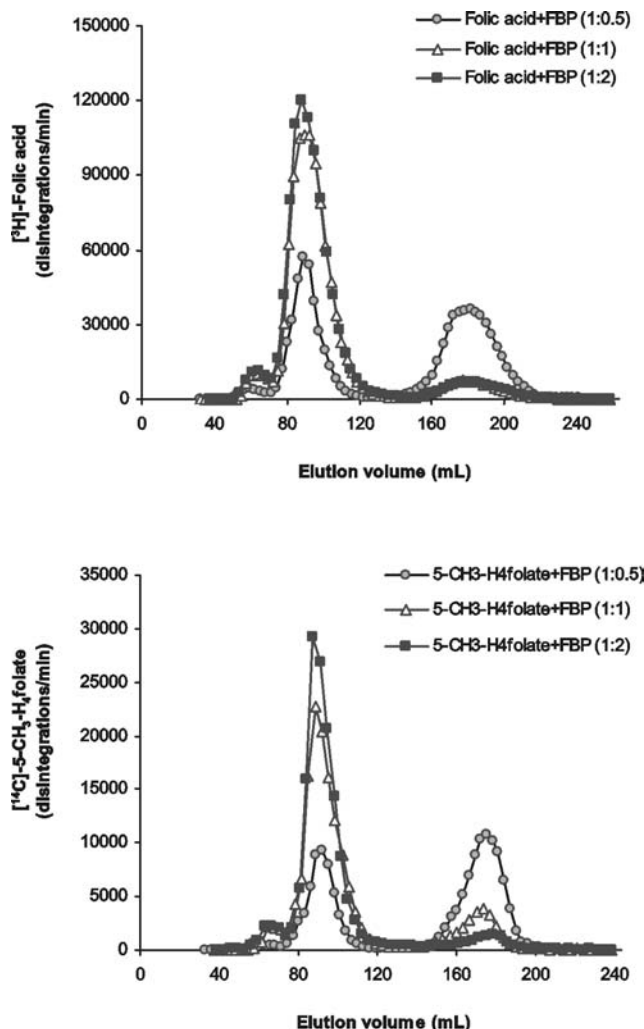 150000
120000
90000
60000
30000
0
[³H]-Folic acid
(disintegrations/min)
Folic acid+FBP (1:0.5)
Folic acid+FBP (1:1)
Folic acid+FBP (1:2)
0 40 80 120 160 200 240
Elution volume (mL)
35000
30000
25000
20000
15000
10000
5000
0
[¹⁴C]-5-CH₃-H₄folate
(disintegrations/min)
5-CH3-H4folate+FBP (1:0.5)
5-CH3-H4folate+FBP (1:1)
5-CH3-H4folate+FBP (1:2)
0 40 80 120 160 200 240
Elution volume (mL)